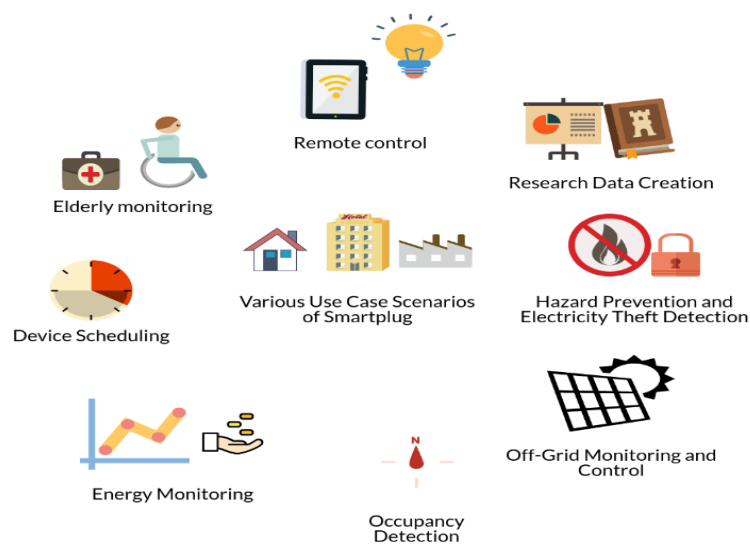 Remote control
Research Data Creation
Elderly monitoring
Hotel
Various Use Case Scenarios
of Smartplug
Hazard Prevention and
Electricity Theft Detection
Device Scheduling
Off-Grid Monitoring and
Control
Energy Monitoring
N
Occupancy
Detection